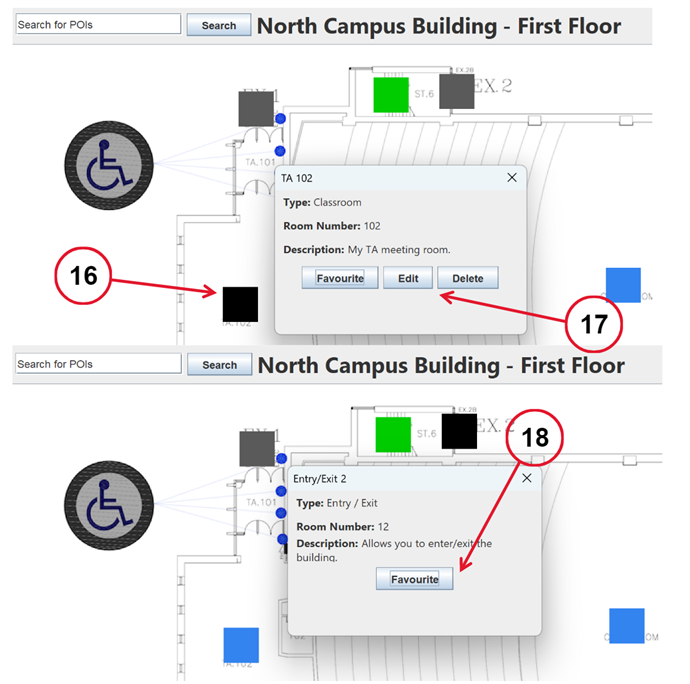 Search for POIs Search North Campus Building - First Floor
EX.2B
ST.6
EX.2
TA.101
TA 102
Type: Classroom
Room Number: 102
Description: My TA meeting room.
Favourite Edit Delete
16
17
TA.102
Search for POIs Search North Campus Building - First Floor
EX.2B
ST.6
EX.2
18
TA.101
Entry/Exit 2
Type: Entry / Exit
Room Number: 12
Description: Allows you to enter/exit the
building.
Favourite
102